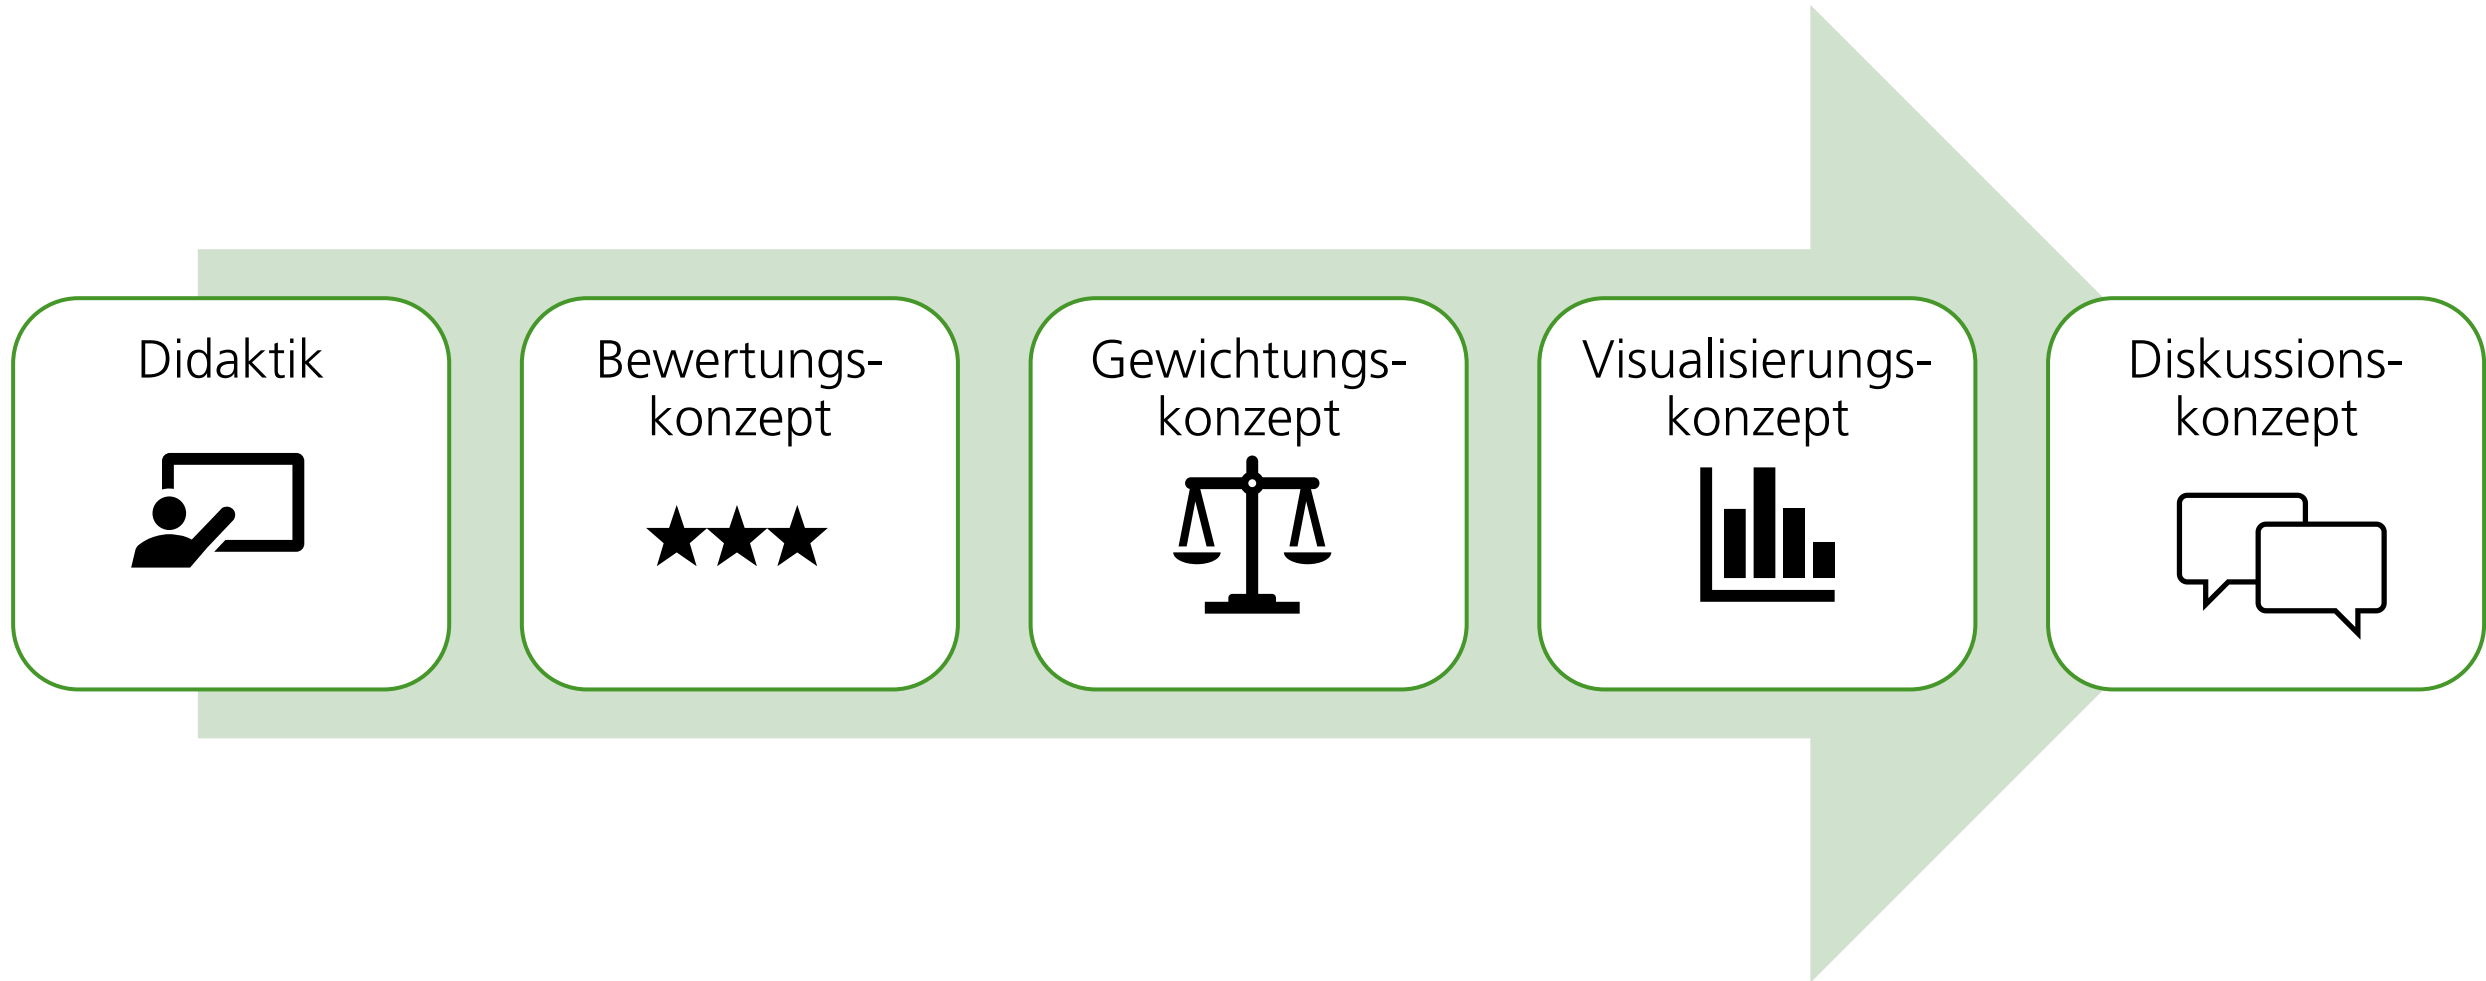 Didaktik
Bewertungs-
konzept
Gewichtungs-
konzept
Visualisierungs-
konzept
Diskussions-
konzept